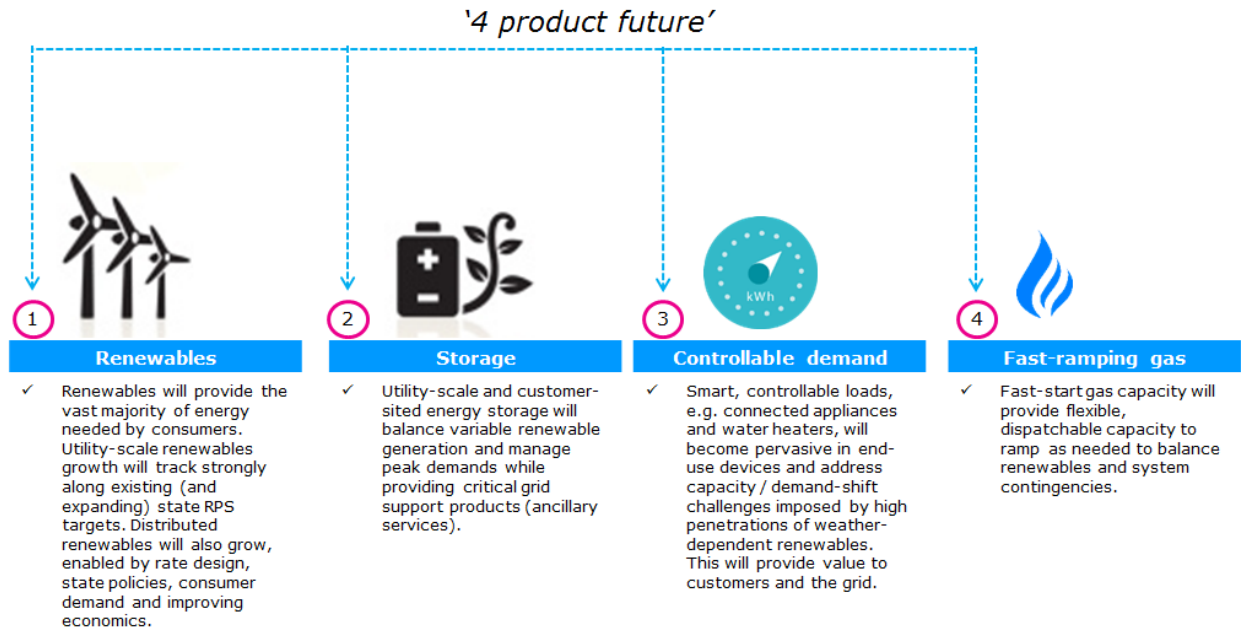 ‘4 product future’
1
Renewables
✓ Renewables will provide the
vast majority of energy
needed by consumers.
Utility-scale renewables
growth will track strongly
along existing (and
expanding) state RPS
targets. Distributed
renewables will also grow,
enabled by rate design,
state policies, consumer
demand and improving
economics.
2
Storage
✓ Utility-scale and customer-
sited energy storage will
balance variable renewable
generation and manage
peak demands while
providing critical grid
support products (ancillary
services).
kWh
3
Controllable demand
✓ Smart, controllable loads,
e.g. connected appliances
and water heaters, will
become pervasive in end-
use devices and address
capacity / demand-shift
challenges imposed by high
penetrations of weather-
dependent renewables.
This will provide value to
customers and the grid.
4
Fast-ramping gas
✓ Fast-start gas capacity will
provide flexible,
dispatchable capacity to
ramp as needed to balance
renewables and system
contingencies.